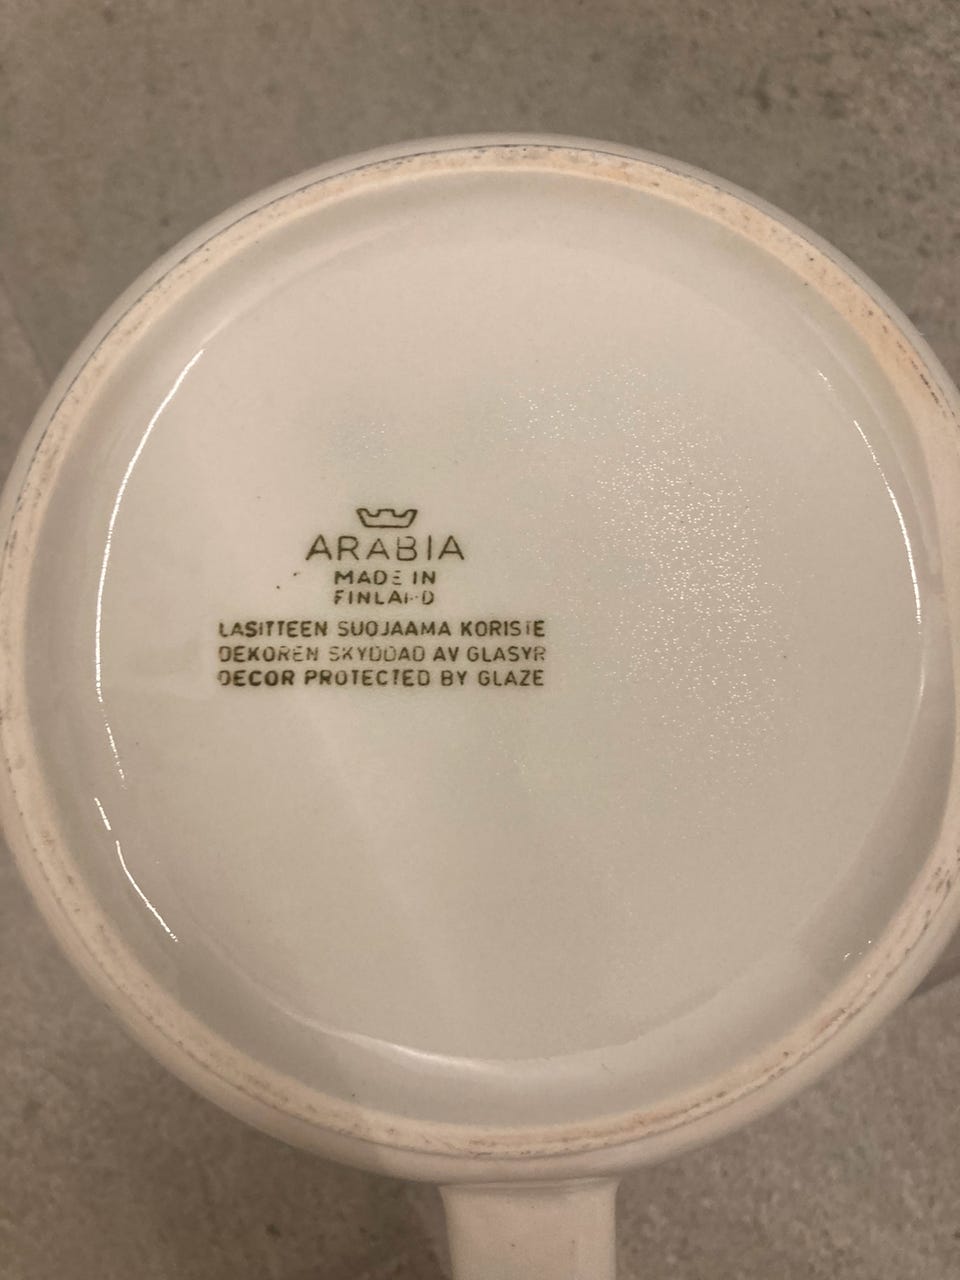 ARABIA
MADE IN
FINLAND
LASITTEEN SUOJAAMA KORISTE
DEKOREN SKYDDAD AV GLASYR
DECOR PROTECTED BY GLAZE